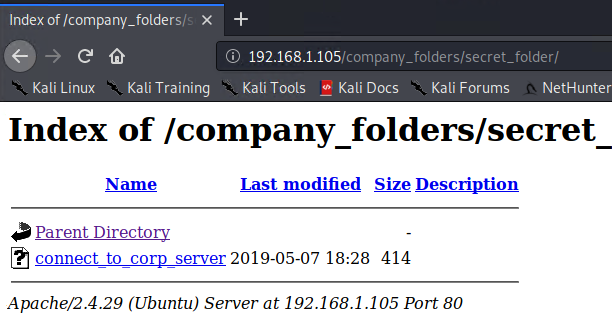 Index of /company_folders/s
192.168.1.105/company_folders/secret_folder/
Kali Linux Kali Training Kali Tools Kali Docs Kali Forums NetHunter
Index of /company_folders/secret_
Name Last modified Size Description
Parent Directory -
connect_to_corp_server 2019-05-07 18:28 414
Apache/2.4.29 (Ubuntu) Server at 192.168.1.105 Port 80